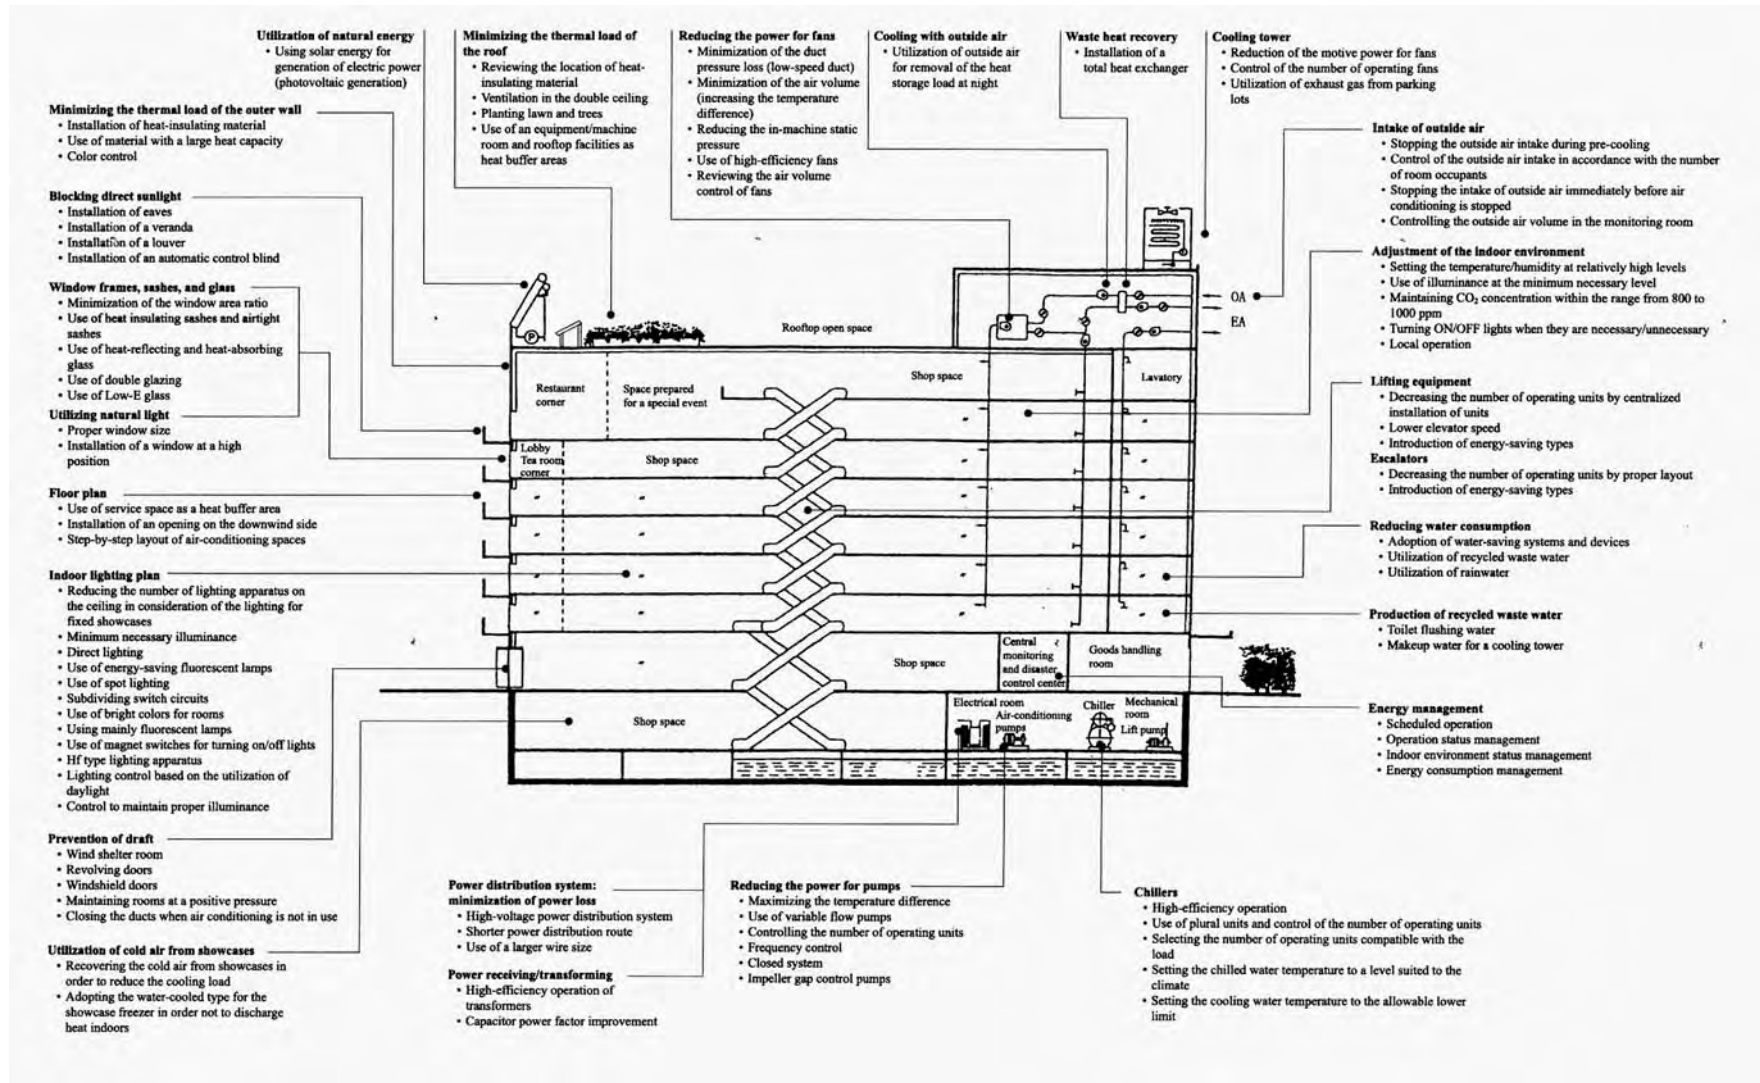 Utilization of natural energy
• Using solar energy for
generation of electric power
(photovoltaic generation)
Minimizing the thermal load of
the roof
• Reviewing the location of heat-
insulating material
• Ventilation in the double ceiling
• Planting lawn and trees
• Use of an equipment/machine
room and rooftop facilities as
heat buffer areas
Reducing the power for fans
• Minimization of the duct
pressure loss (low-speed duct)
• Minimization of the air volume
(increasing the temperature
difference)
• Reducing the in-machine static
pressure
• Use of high-efficiency fans
• Reviewing the air volume
control of fans
Cooling with outside air
• Utilization of outside air
for removal of the heat
storage load at night
Waste heat recovery
• Installation of a
total heat exchanger
Cooling tower
• Reduction of the motive power for fans
• Control of the number of operating fans
• Utilization of exhaust gas from parking
lots
Minimizing the thermal load of the outer wall
• Installation of heat-insulating material
• Use of material with a large heat capacity
• Color control
Blocking direct sunlight
• Installation of eaves
• Installation of a veranda
• Installation of a louver
• Installation of an automatic control blind
Window frames, sashes, and glass
• Minimization of the window area ratio
• Use of heat insulating sashes and airtight
sashes
• Use of heat-reflecting and heat-absorbing
glass
• Use of double glazing
• Use of Low-E glass
Utilizing natural light
• Proper window size
• Installation of a window at a high
position
Floor plan
• Use of service space as a heat buffer area
• Installation of an opening on the downwind side
• Step-by-step layout of air-conditioning spaces
Indoor lighting plan
• Reducing the number of lighting apparatus on
the ceiling in consideration of the lighting for
fixed showcases
• Minimum necessary illuminance
• Direct lighting
• Use of energy-saving fluorescent lamps
• Use of spot lighting
• Subdividing switch circuits
• Use of bright colors for rooms
• Using mainly fluorescent lamps
• Use of magnet switches for turning on/off lights
• Hf type lighting apparatus
• Lighting control based on the utilization of
daylight
• Control to maintain proper illuminance
Prevention of draft
• Wind shelter room
• Revolving doors
• Windshield doors
• Maintaining rooms at a positive pressure
• Closing the ducts when air conditioning is not in use
Utilization of cold air from showcases
• Recovering the cold air from showcases in
order to reduce the cooling load
• Adopting the water-cooled type for the
showcase freezer in order not to discharge
heat indoors
P
Rooftop open space
OA
EA
Restaurant
corner
Space prepared
for a special event
Shop space
Lavatory
Lobby
Tea room
corner
Shop space
Shop space
Central
monitoring
and disaster
control center
Goods handling
room
Shop space
Electrical room
Air-conditioning
pumps
Chiller
Mechanical
room
Lift pump
Intake of outside air
• Stopping the outside air intake during pre-cooling
• Control of the outside air intake in accordance with the number
of room occupants
• Stopping the intake of outside air immediately before air
conditioning is stopped
• Controlling the outside air volume in the monitoring room
Adjustment of the indoor environment
• Setting the temperature/humidity at relatively high levels
• Use of illuminance at the minimum necessary level
• Maintaining CO₂ concentration within the range from 800 to
1000 ppm
• Turning ON/OFF lights when they are necessary/unnecessary
• Local operation
Lifting equipment
• Decreasing the number of operating units by centralized
installation of units
• Lower elevator speed
• Introduction of energy-saving types
Escalators
• Decreasing the number of operating units by proper layout
• Introduction of energy-saving types
Reducing water consumption
• Adoption of water-saving systems and devices
• Utilization of recycled waste water
• Utilization of rainwater
Production of recycled waste water
• Toilet flushing water
• Makeup water for a cooling tower
Energy management
• Scheduled operation
• Operation status management
• Indoor environment status management
• Energy consumption management
Power distribution system:
minimization of power loss
• High-voltage power distribution system
• Shorter power distribution route
• Use of a larger wire size
Power receiving/transforming
• High-efficiency operation of
transformers
• Capacitor power factor improvement
Reducing the power for pumps
• Maximizing the temperature difference
• Use of variable flow pumps
• Controlling the number of operating units
• Frequency control
• Closed system
• Impeller gap control pumps
Chillers
• High-efficiency operation
• Use of plural units and control of the number of operating units
• Selecting the number of operating units compatible with the
load
• Setting the chilled water temperature to a level suited to the
climate
• Setting the cooling water temperature to the allowable lower
limit